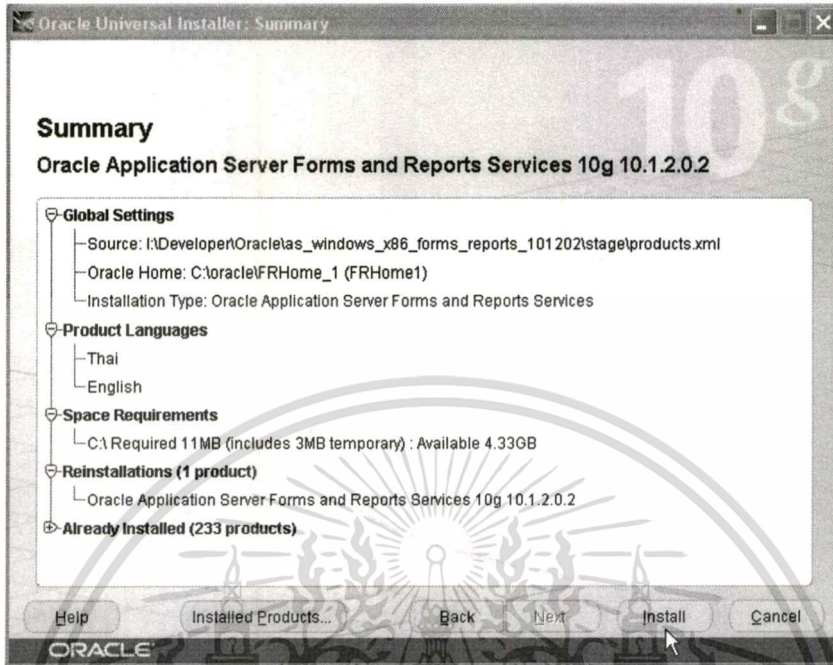 Oracle Universal Installer: Summary
10g
Summary
Oracle Application Server Forms and Reports Services 10g 10.1.2.0.2
Global Settings
Source: I:\Developer\Oracle\as_windows_x86_forms_reports_101202\stage\products.xml
Oracle Home: C:\oracle\FRHome_1 (FRHome1)
Installation Type: Oracle Application Server Forms and Reports Services
Product Languages
Thai
English
Space Requirements
C:\ Required 11MB (includes 3MB temporary) : Available 4.33GB
Reinstallations (1 product)
Oracle Application Server Forms and Reports Services 10g 10.1.2.0.2
Already Installed (233 products)
Help Installed Products... Back Next Install Cancel
ORACLE